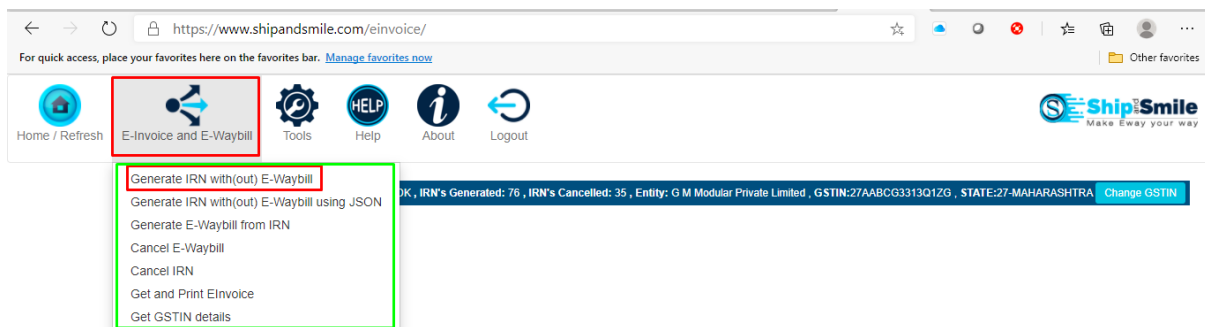 https://www.shipandsmile.com/einvoice/
For quick access, place your favorites here on the favorites bar. Manage favorites now
Other favorites
HELP
Home / Refresh E-Invoice and E-Waybill Tools Help About Logout
S Ship and Smile
Make Eway your way
Generate IRN with(out) E-Waybill
OK , IRN's Generated: 76 , IRN's Cancelled: 35 , Entity: G M Modular Private Limited , GSTIN:27AABCG3313Q1ZG , STATE:27-MAHARASHTRA Change GSTIN
Generate IRN with(out) E-Waybill using JSON
Generate E-Waybill from IRN
Cancel E-Waybill
Cancel IRN
Get and Print EInvoice
Get GSTIN details